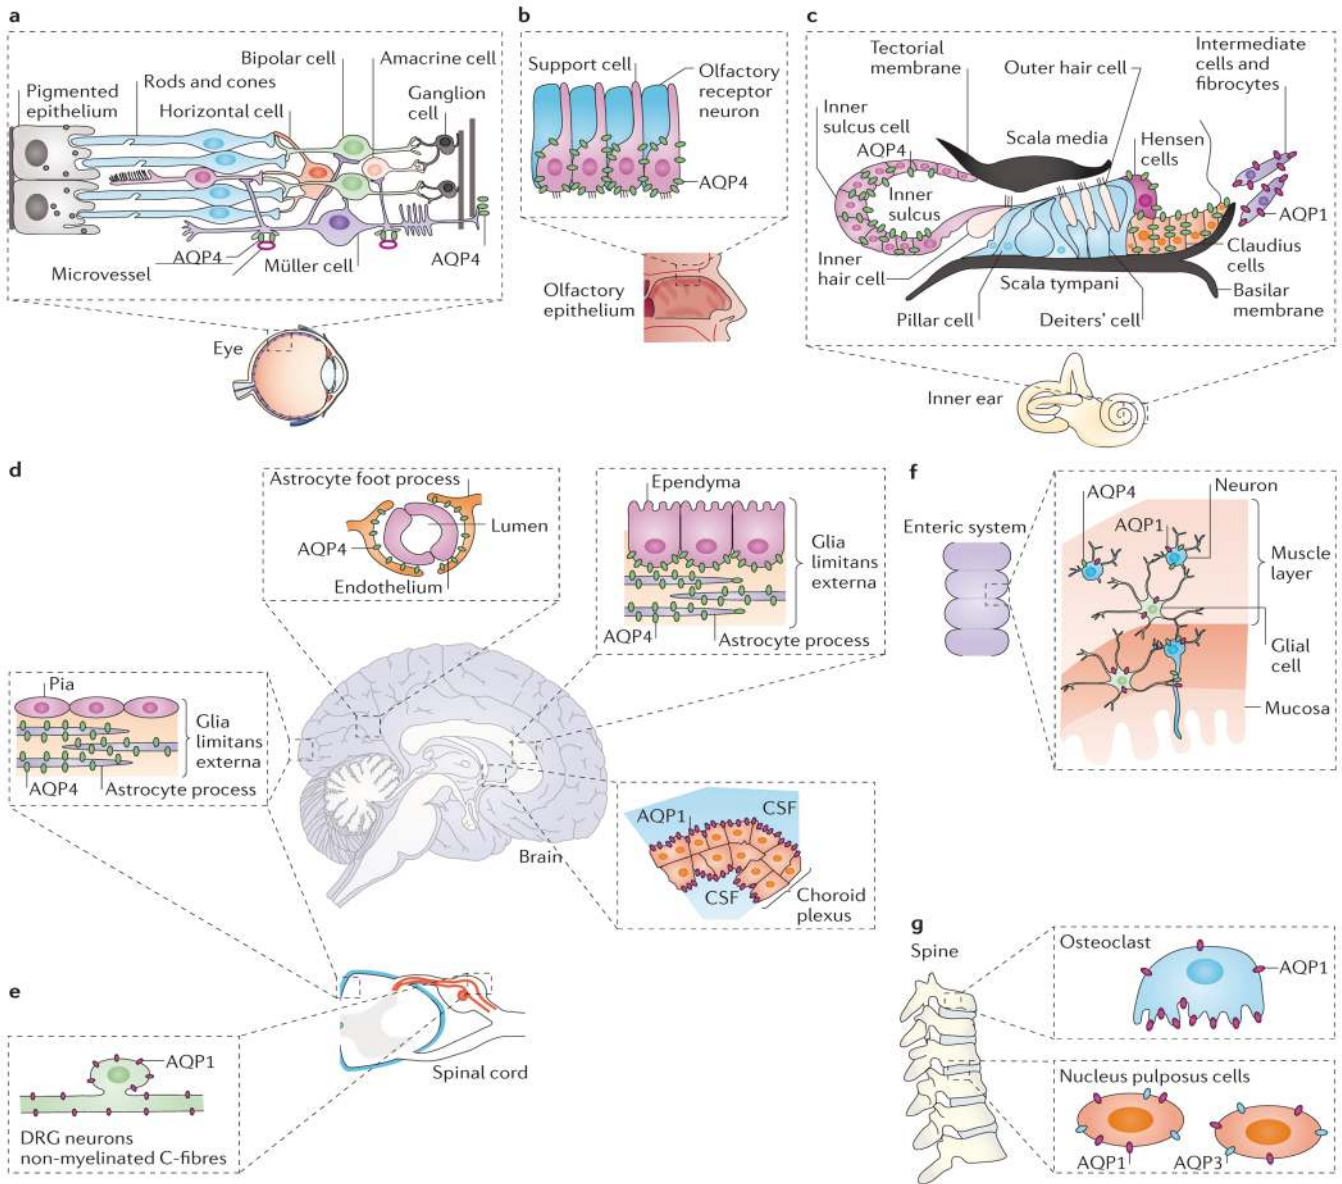 a
Bipolar cell
Amacrine cell
Rods and cones
Pigmented
epithelium
Horizontal cell
Ganglion
cell
AQP4
Microvessel
Müller cell
AQP4
Eye
b
Support cell
Olfactory
receptor
neuron
AQP4
Olfactory
epithelium
c
Tectorial
membrane
Outer hair cell
Intermediate
cells and
fibrocytes
Inner
sulcus cell
AQP4
Scala media
Hensen
cells
Inner
sulcus
AQP1
Inner
hair cell
Claudius
cells
Scala tympani
Basilar
membrane
Pillar cell
Deiters' cell
Inner ear
d
Astrocyte foot process
Lumen
AQP4
Endothelium
Ependyma
Glia
limitans
externa
AQP4
Astrocyte process
Pia
Glia
limitans
externa
AQP4
Astrocyte process
Brain
AQP1
CSF
CSF
Choroid
plexus
e
AQP1
DRG neurons
non-myelinated C-fibres
Spinal cord
f
Enteric system
AQP4
Neuron
AQP1
Muscle
layer
Glial
cell
Mucosa
g
Spine
Osteoclast
AQP1
Nucleus pulposus cells
AQP1
AQP3